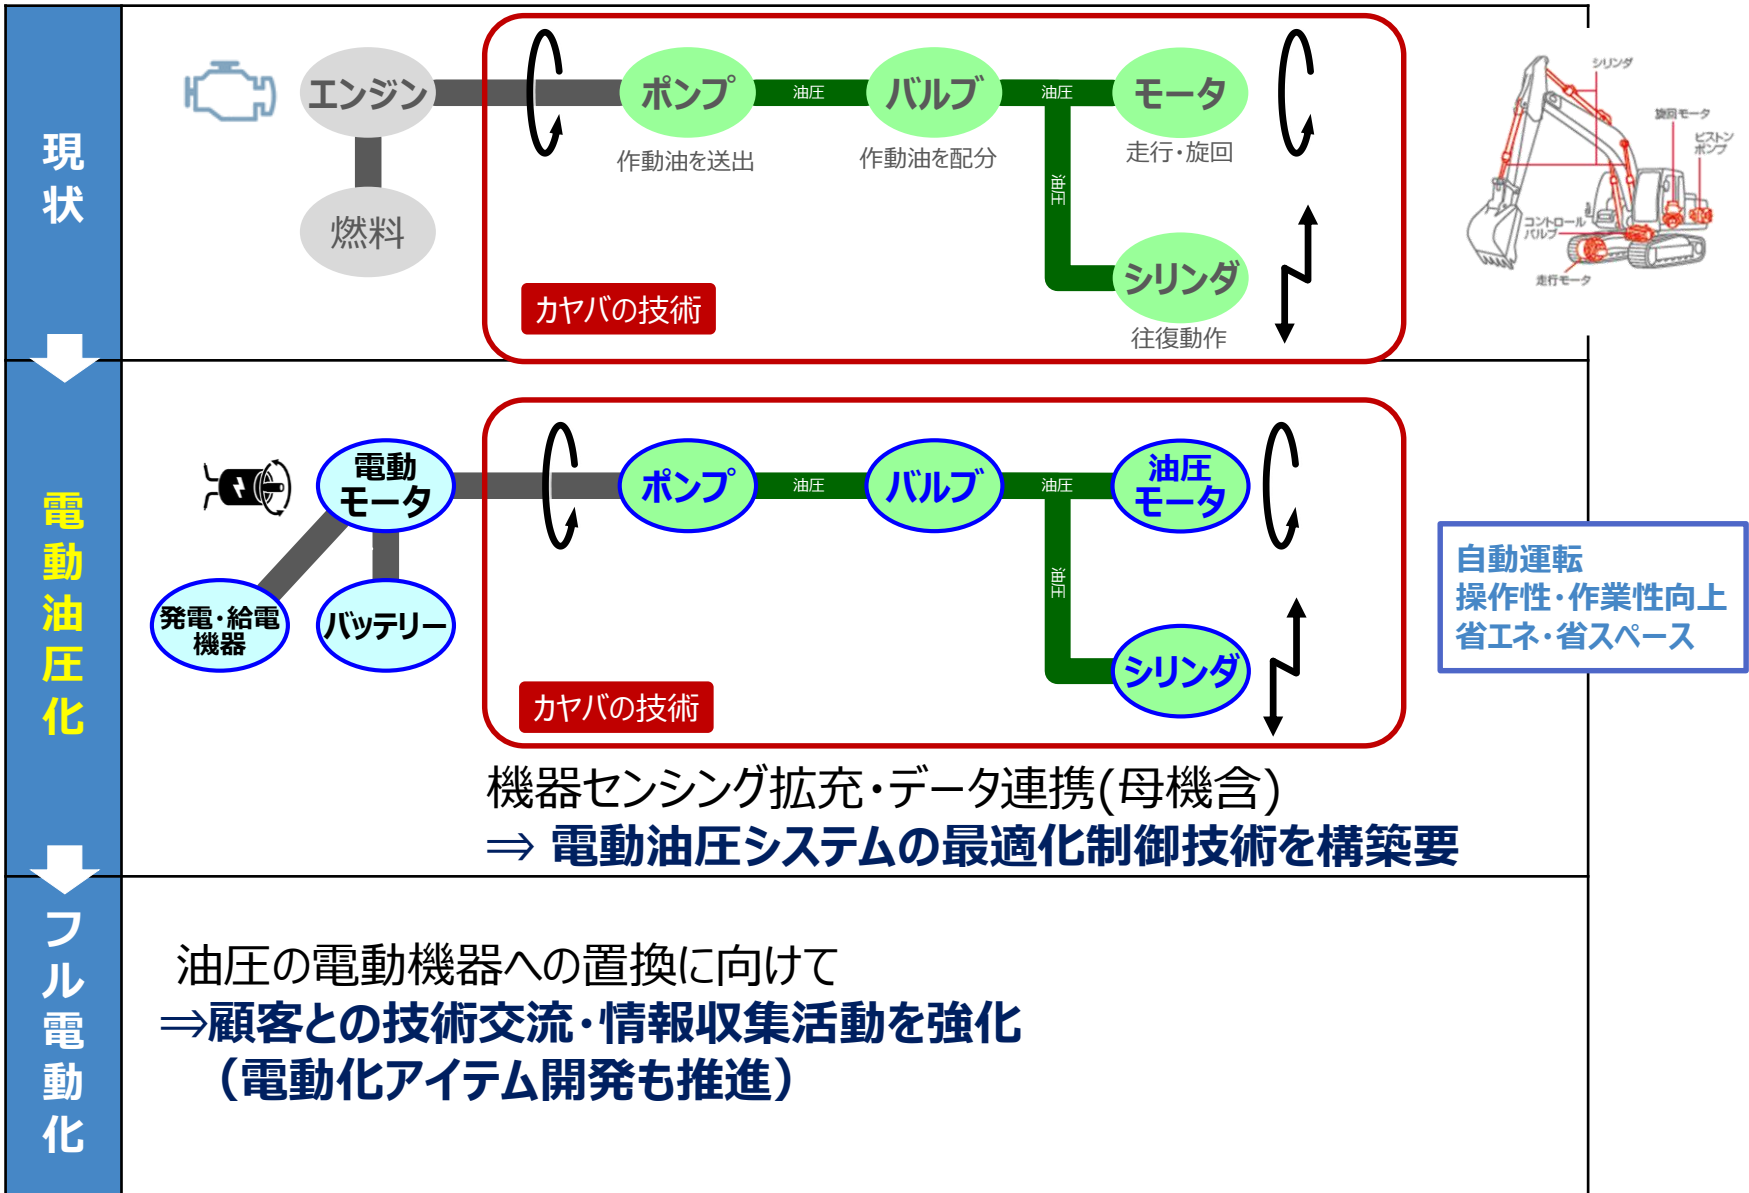 現状
エンジン
燃料
ポンプ
作動油を送出
油圧
バルブ
作動油を配分
油圧
モータ
走行・旋回
油圧
シリンダ
往復動作
カヤバの技術
シリンダ
旋回モータ
ピストン
ポンプ
コントロール
バルブ
走行モータ
電動油圧化
電動
モータ
発電・給電
機器
バッテリー
ポンプ
油圧
バルブ
油圧
油圧
モータ
油圧
シリンダ
カヤバの技術
自動運転
操作性・作業性向上
省エネ・省スペース
機器センシング拡充・データ連携(母機含)
⇒ 電動油圧システムの最適化制御技術を構築要
フル電動化
油圧の電動機器への置換に向けて
⇒顧客との技術交流・情報収集活動を強化
（電動化アイテム開発も推進）